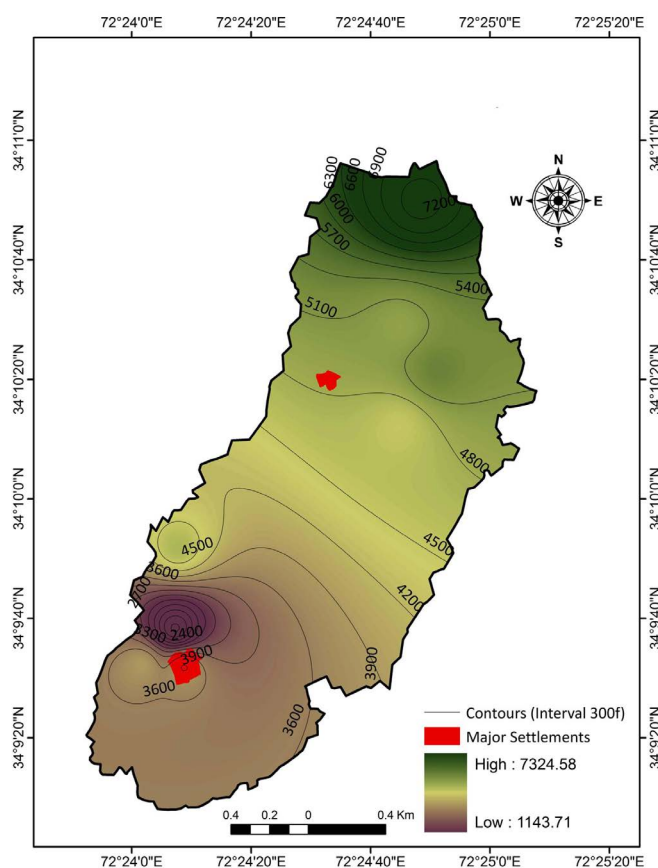 72°24'0"E 72°24'20"E 72°24'40"E 72°25'0"E 72°25'20"E
34°11'0"N 34°11'0"N
6300
6600
6900
N
6000
7200
W E
5700
S
34°10'40"N 34°10'40"N
5400
5100
34°10'20"N 34°10'20"N
4800
34°10'0"N 34°10'0"N
4500
4500
3600
4200
2700
34°9'40"N 34°9'40"N
3300
2400
3900
3900
3600
3600
Contours (Interval 300f)
Major Settlements
34°9'20"N 34°9'20"N
High : 7324.58
Low : 1143.71
0.4 0.2 0 0.4 Km
72°24'0"E 72°24'20"E 72°24'40"E 72°25'0"E 72°25'20"E